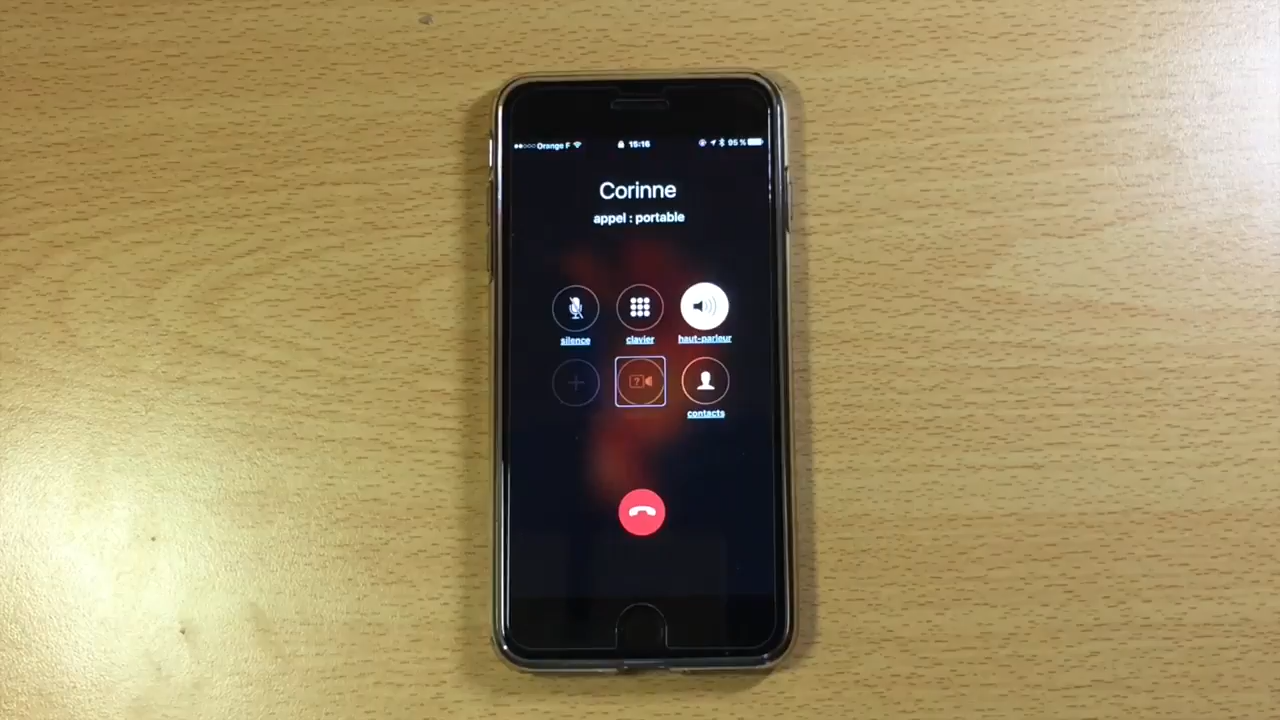 Orange F 15:16 95 %
Corinne
appel : portable
silence clavier haut-parleur
?
contacts